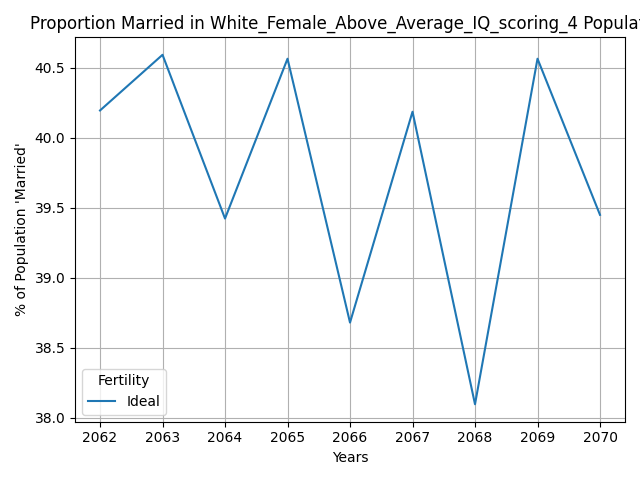 Proportion Married in White_Female_Above_Average_IQ_scoring_4 Populat
40.5
40.0
39.5
39.0
38.5
38.0
% of Population 'Married'
Fertility
Ideal
2062 2063 2064 2065 2066 2067 2068 2069 2070
Years